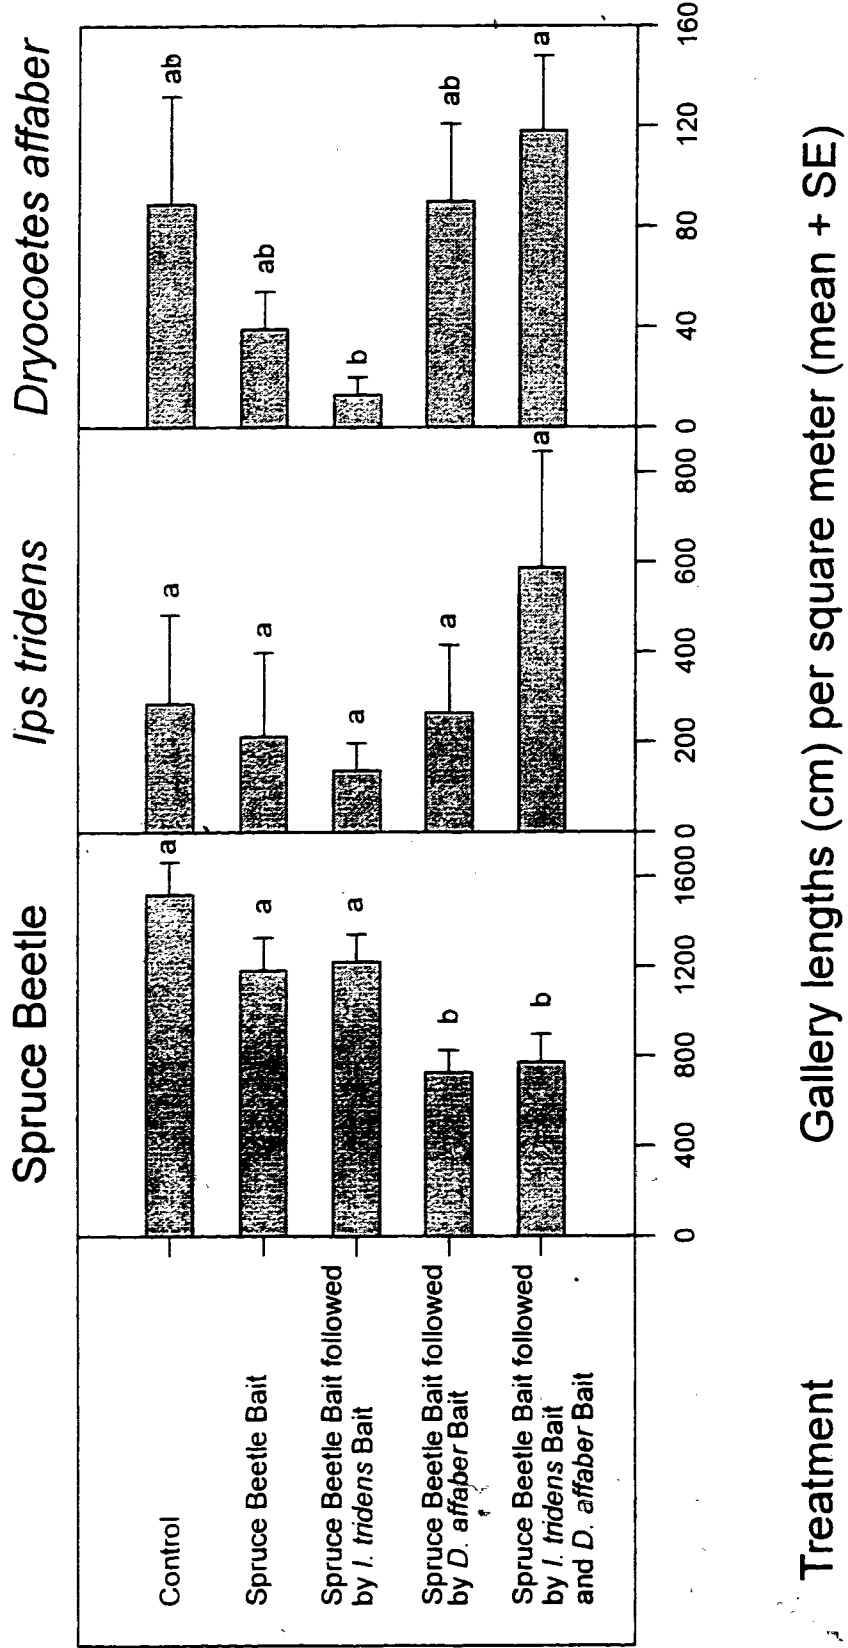 Spruce Beetle
Ips tridens
Dryocoetes affaber
Control
a
a
ab
Spruce Beetle Bait
a
a
ab
Spruce Beetle Bait followed
by I. tridens Bait
a
a
b
Spruce Beetle Bait followed
by D. affaber Bait
b
a
ab
Spruce Beetle Bait followed
by I. tridens Bait
and D. affaber Bait
b
a
a
0 400 800 1200 1600
0 200 400 600 800
0 40 80 120 160
Treatment
Gallery lengths (cm) per square meter (mean + SE)